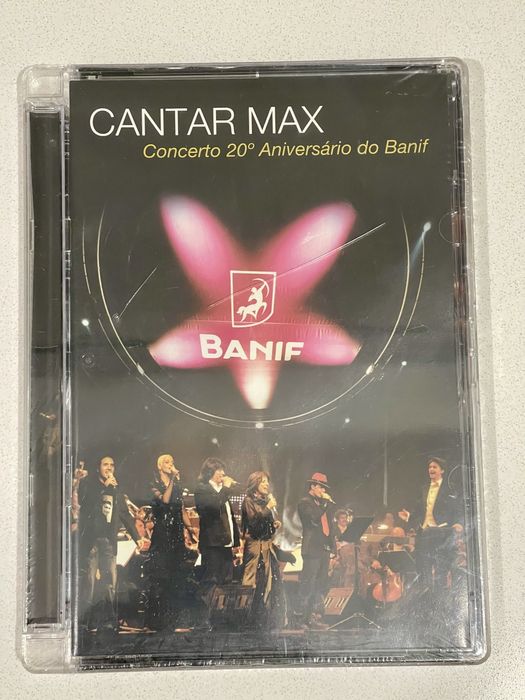 CANTAR MAX
Concerto 20º Aniversário do Banif
BANIF